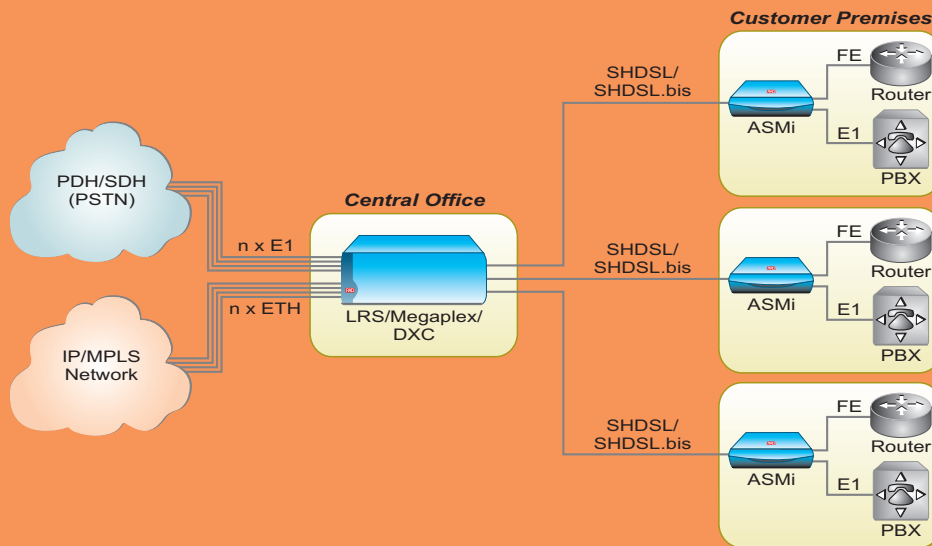 Customer Premises
FE
Router
SHDSL/
SHDSL.bis
ASMi
E1
PBX
PDH/SDH
(PSTN)
Central Office
n x E1
n x ETH
LRS/Megaplex/
DXC
IP/MPLS
Network
SHDSL/
SHDSL.bis
FE
Router
ASMi
E1
PBX
SHDSL/
SHDSL.bis
FE
Router
ASMi
E1
PBX